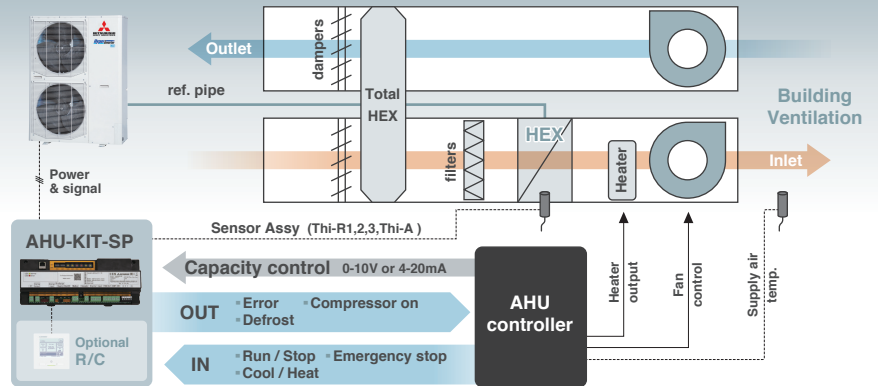 MITSUBISHI
Outlet
dampers
ref. pipe
Total
HEX
Building
Ventilation
HEX
filters
Heater
Inlet
Power
& signal
Sensor Assy (Thi-R1,2,3,Thi-A )
AHU-KIT-SP
Capacity control 0-10V or 4-20mA
OUT
Error
Compressor on
Defrost
AHU
controller
Heater
output
Fan
control
Supply air
temp.
Optional
R/C
IN
Run / Stop
Emergency stop
Cool / Heat